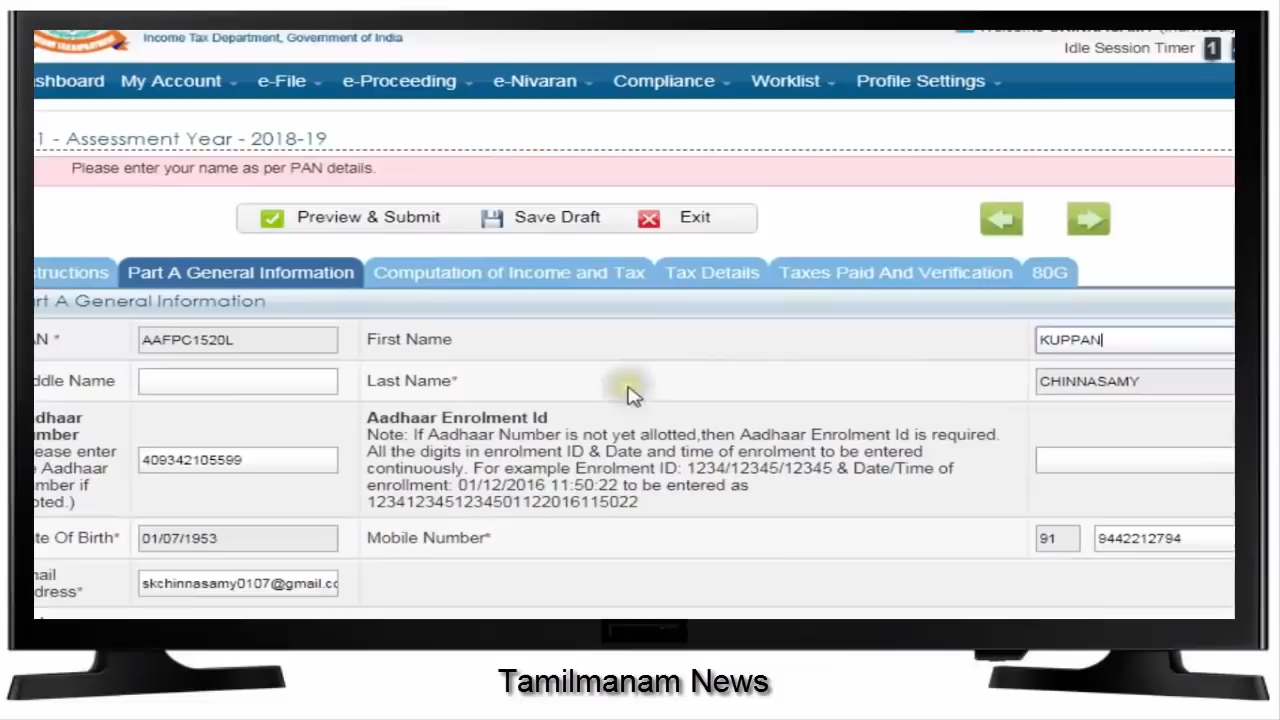 Income Tax Department, Government of India
Idle Session Timer 1
shboard My Account e-File e-Proceeding e-Nivaran Compliance Worklist Profile Settings
1 - Assessment Year - 2018-19
Please enter your name as per PAN details.
Preview & Submit Save Draft Exit
structions Part A General Information Computation of Income and Tax Tax Details Taxes Paid And Verification 80G
rt A General Information
AN * AAFPC1520L First Name KUPPAN
ddle Name Last Name* CHINNASAMY
dhaar Aadhaar Enrolment Id
mber Note: If Aadhaar Number is not yet allotted,then Aadhaar Enrolment Id is required.
ease enter All the digits in enrolment ID & Date and time of enrolment to be entered
e Aadhaar 409342105599 continuously. For example Enrolment ID: 1234/12345/12345 & Date/Time of
mber if enrollment: 01/12/2016 11:50:22 to be entered as
oted.) 1234123451234501122016115022
te Of Birth* 01/07/1953 Mobile Number* 91 9442212794
nail skchinnasamy0107@gmail.cc
dress*
Tamilmanam News